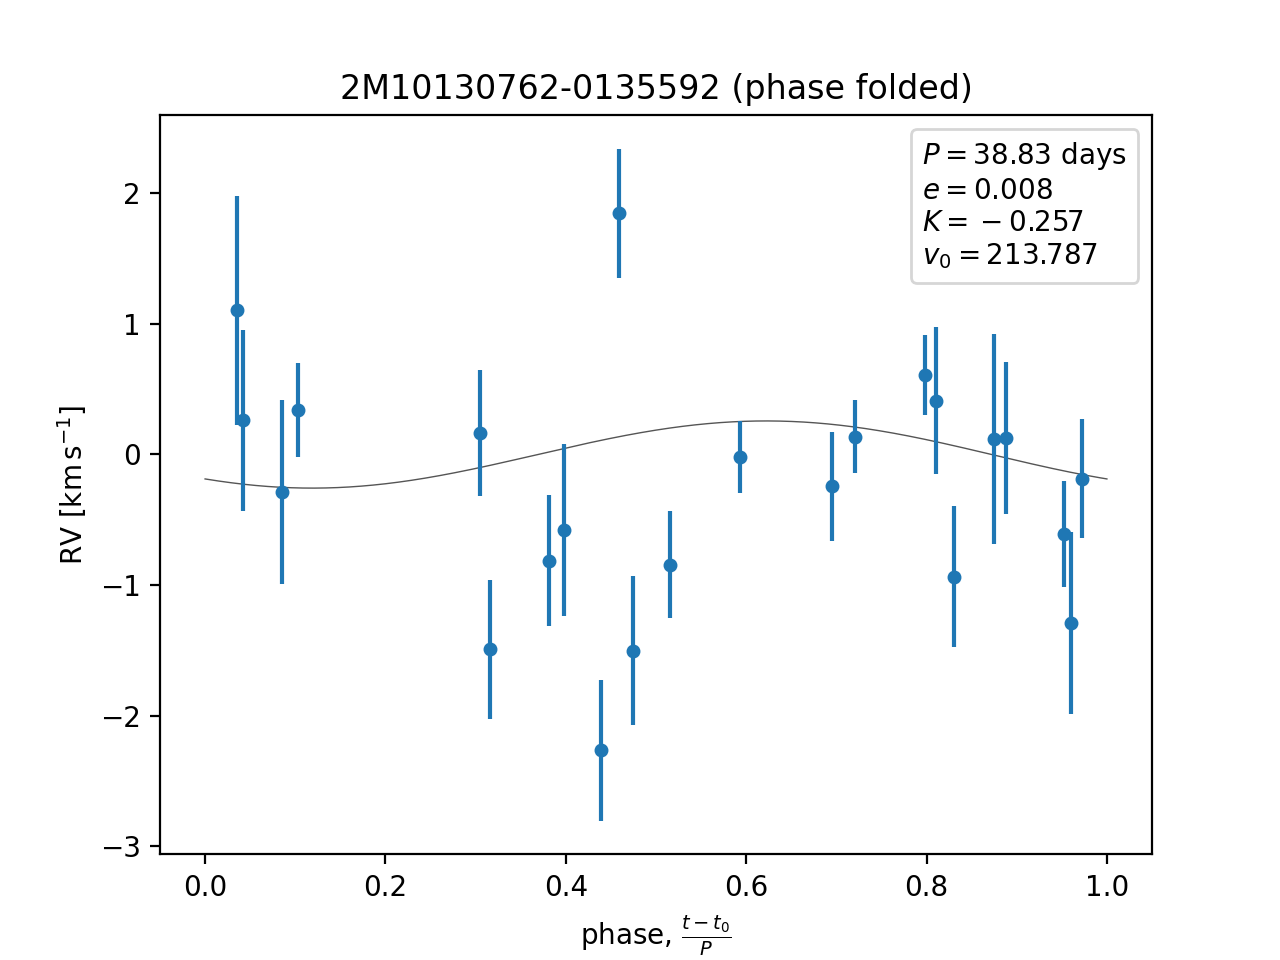 2M10130762-0135592 (phase folded)
P = 38.83 days
e = 0.008
K = −0.257
v₀ = 213.787
RV [km s⁻¹]
2
1
0
−1
−2
−3
0.0 0.2 0.4 0.6 0.8 1.0
phase, (t − t₀)/P